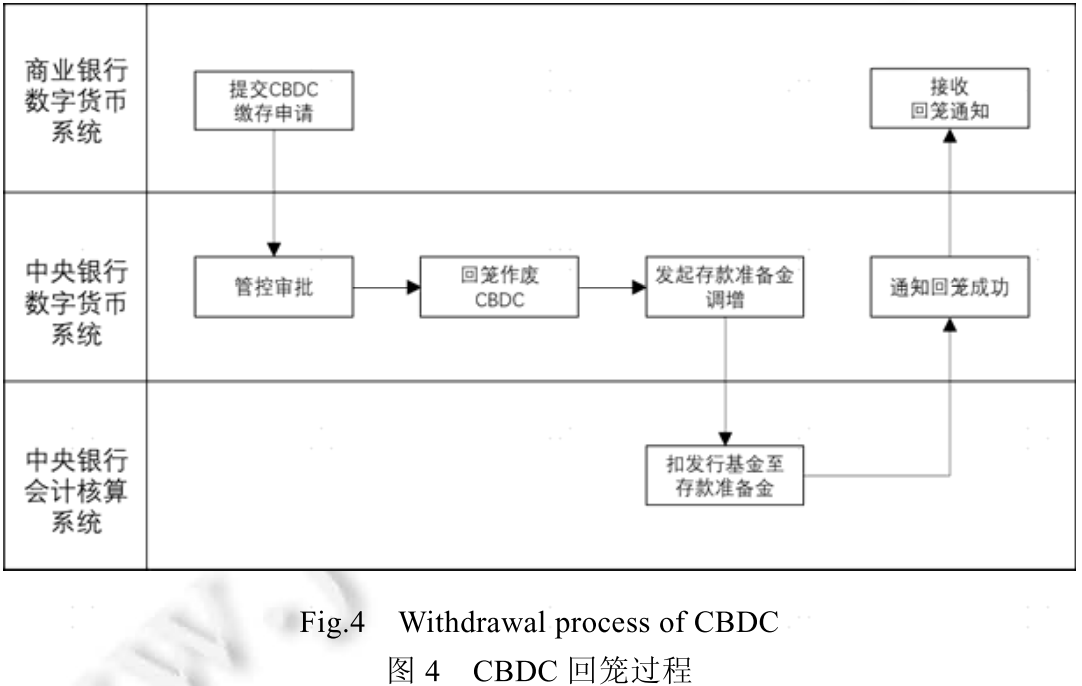 商业银行
数字货币
系统
提交CBDC
缴存申请
接收
回笼通知
中央银行
数字货币
系统
管控审批
回笼作废
CBDC
发起存款准备金
调增
通知回笼成功
中央银行
会计核算
系统
扣发行基金至
存款准备金
Fig.4 Withdrawal process of CBDC
图 4 CBDC 回笼过程